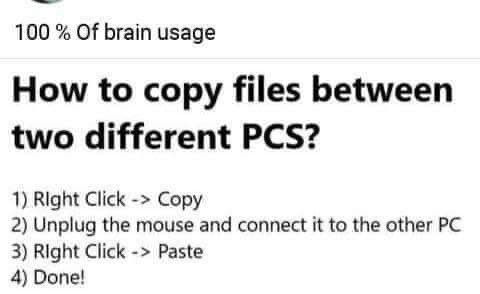 100 % Of brain usage
How to copy files between
two different PCS?
1) RIght Click -> Copy
2) Unplug the mouse and connect it to the other PC
3) RIght Click -> Paste
4) Done!